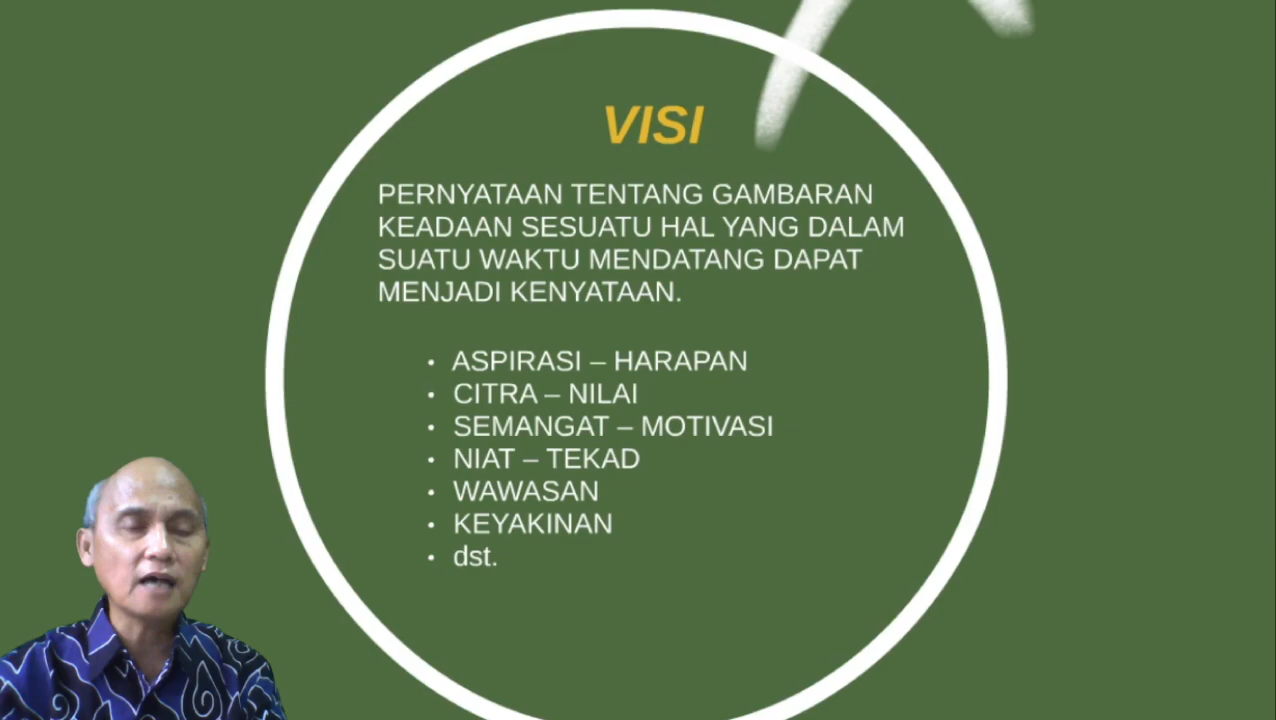 VISI
PERNYATAAN TENTANG GAMBARAN
KEADAAN SESUATU HAL YANG DALAM
SUATU WAKTU MENDATANG DAPAT
MENJADI KENYATAAN.
• ASPIRASI – HARAPAN
• CITRA – NILAI
• SEMANGAT – MOTIVASI
• NIAT – TEKAD
• WAWASAN
• KEYAKINAN
• dst.